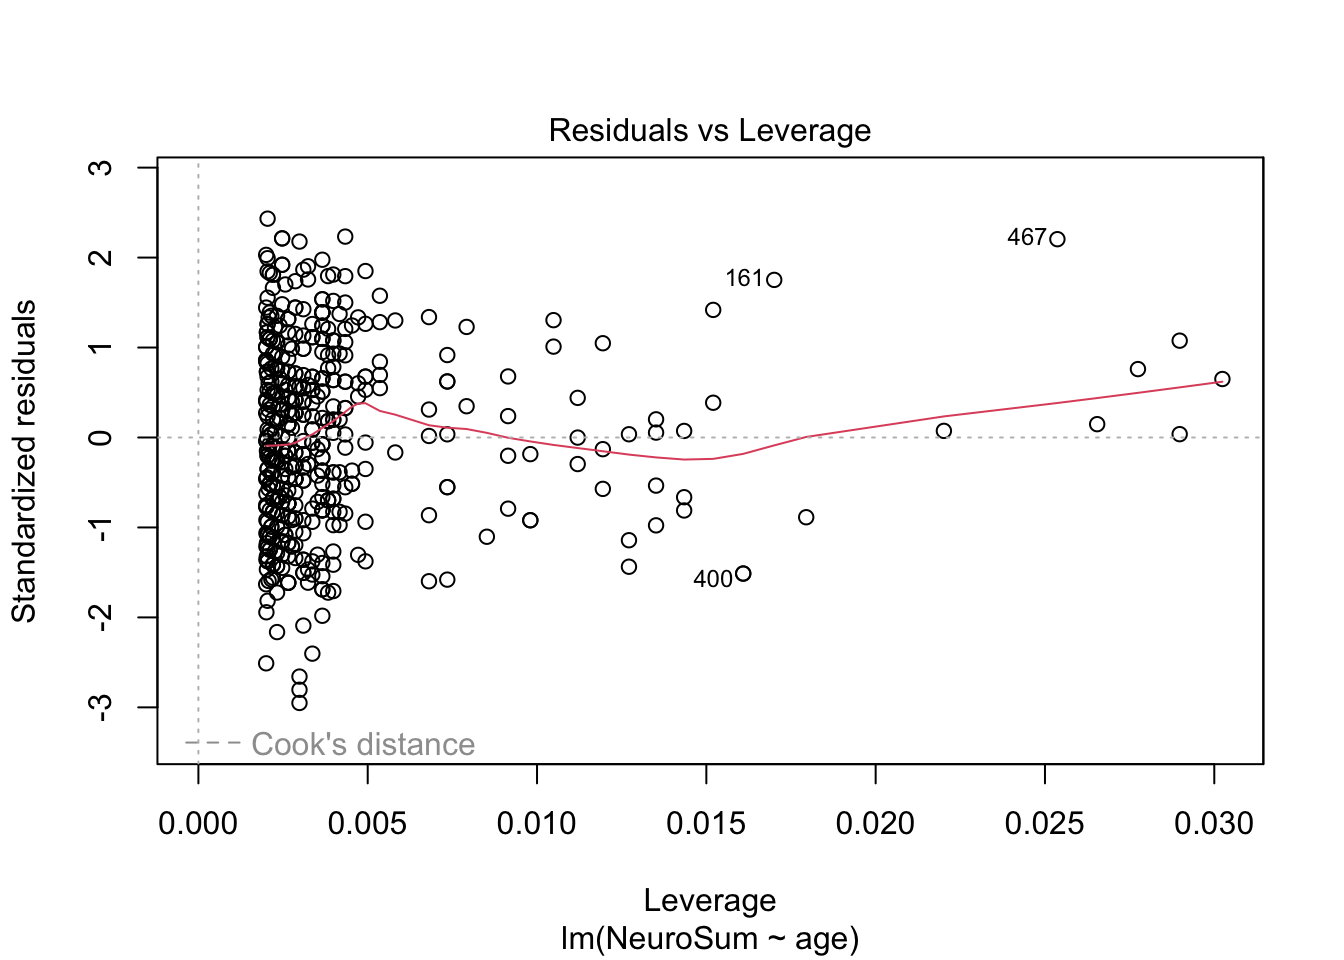 Residuals vs Leverage
Standardized residuals
3
2
1
0
-1
-2
-3
467
161
400
Cook's distance
0.000 0.005 0.010 0.015 0.020 0.025 0.030
Leverage
lm(NeuroSum ~ age)